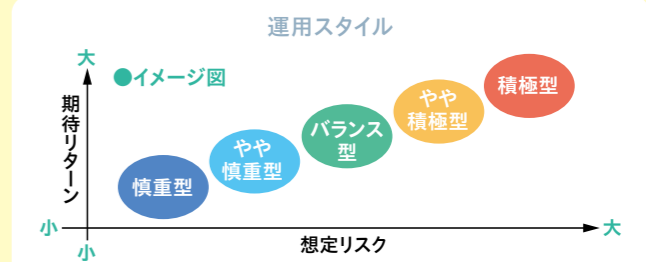 運用スタイル
大
●イメージ図
期待リターン
慎重型
やや
慎重型
バランス
型
やや
積極型
積極型
小
小
想定リスク
大